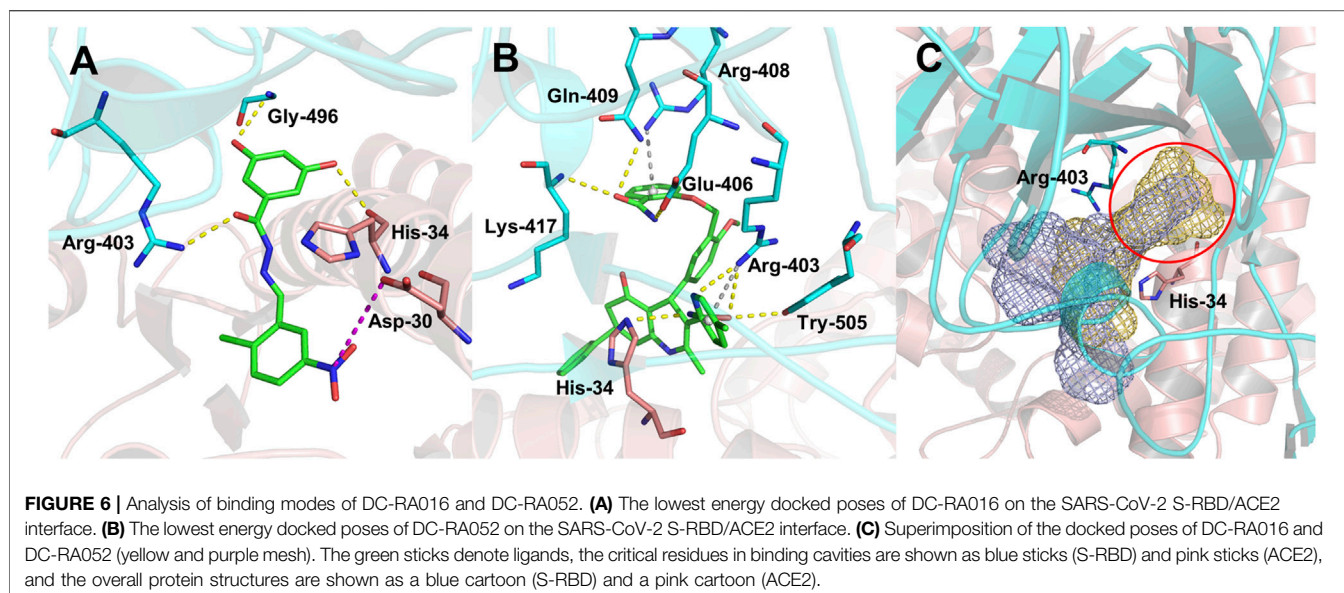 A
Gly-496
Arg-403
His-34
Asp-30
B
Arg-408
Gln-409
Glu-406
Lys-417
Arg-403
Try-505
His-34
C
Arg-403
His-34
FIGURE 6 | Analysis of binding modes of DC-RA016 and DC-RA052. (A) The lowest energy docked poses of DC-RA016 on the SARS-CoV-2 S-RBD/ACE2
interface. (B) The lowest energy docked poses of DC-RA052 on the SARS-CoV-2 S-RBD/ACE2 interface. (C) Superimposition of the docked poses of DC-RA016 and
DC-RA052 (yellow and purple mesh). The green sticks denote ligands, the critical residues in binding cavities are shown as blue sticks (S-RBD) and pink sticks (ACE2),
and the overall protein structures are shown as a blue cartoon (S-RBD) and a pink cartoon (ACE2).